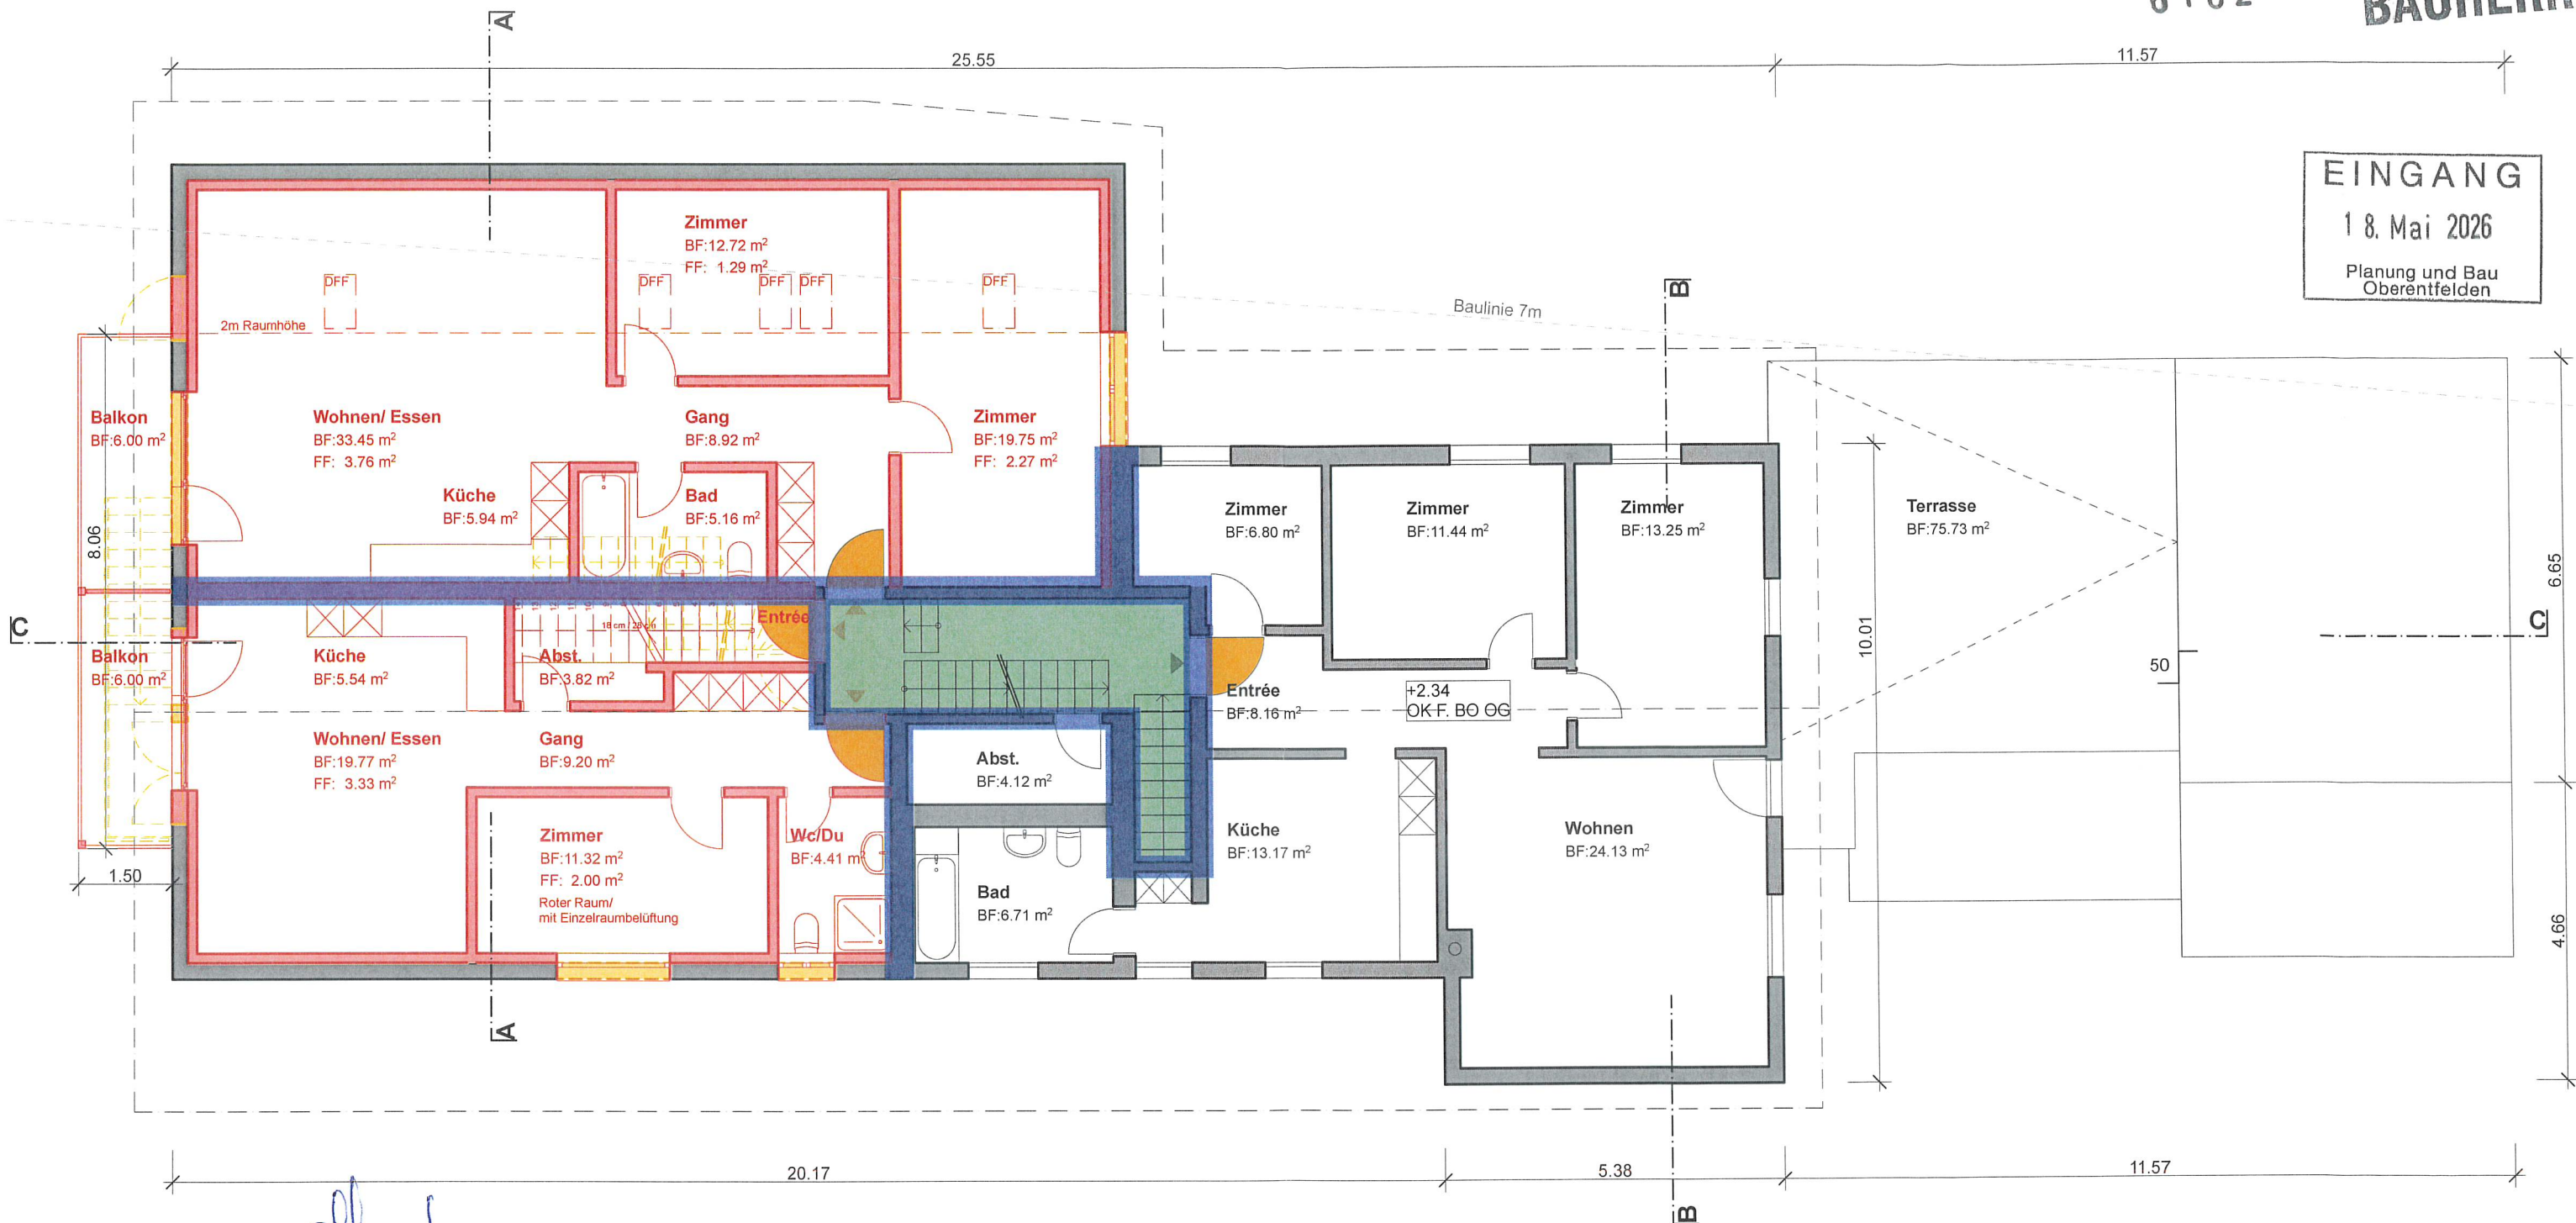 A
25.55
11.57
EINGANG
1 8. Mai 2026
Planung und Bau
Oberentfelden
Zimmer
BF:12.72 m²
FF: 1.29 m²
DFF
DFF
DFF
DFF
DFF
B
Baulinie 7m
2m Raumhöhe
Balkon
BF:6.00 m²
Wohnen/ Essen
BF:33.45 m²
FF: 3.76 m²
Gang
BF:8.92 m²
Zimmer
BF:19.75 m²
FF: 2.27 m²
Küche
BF:5.94 m²
Bad
BF:5.16 m²
Zimmer
BF:6.80 m²
Zimmer
BF:11.44 m²
Zimmer
BF:13.25 m²
Terrasse
BF:75.73 m²
8.06
6.65
10.01
C
Entrée
18 cm / 28 cm
C
Balkon
BF:6.00 m²
Küche
BF:5.54 m²
Abst.
BF:3.82 m²
50
Entrée
BF:8.16 m²
+2.34
OK F. BO OG
Wohnen/ Essen
BF:19.77 m²
FF: 3.33 m²
Gang
BF:9.20 m²
Abst.
BF:4.12 m²
Zimmer
BF:11.32 m²
FF: 2.00 m²
Roter Raum/
mit Einzelraumbelüftung
Wc/Du
BF:4.41 m²
Küche
BF:13.17 m²
Wohnen
BF:24.13 m²
1.50
Bad
BF:6.71 m²
4.66
A
20.17
5.38
11.57
B